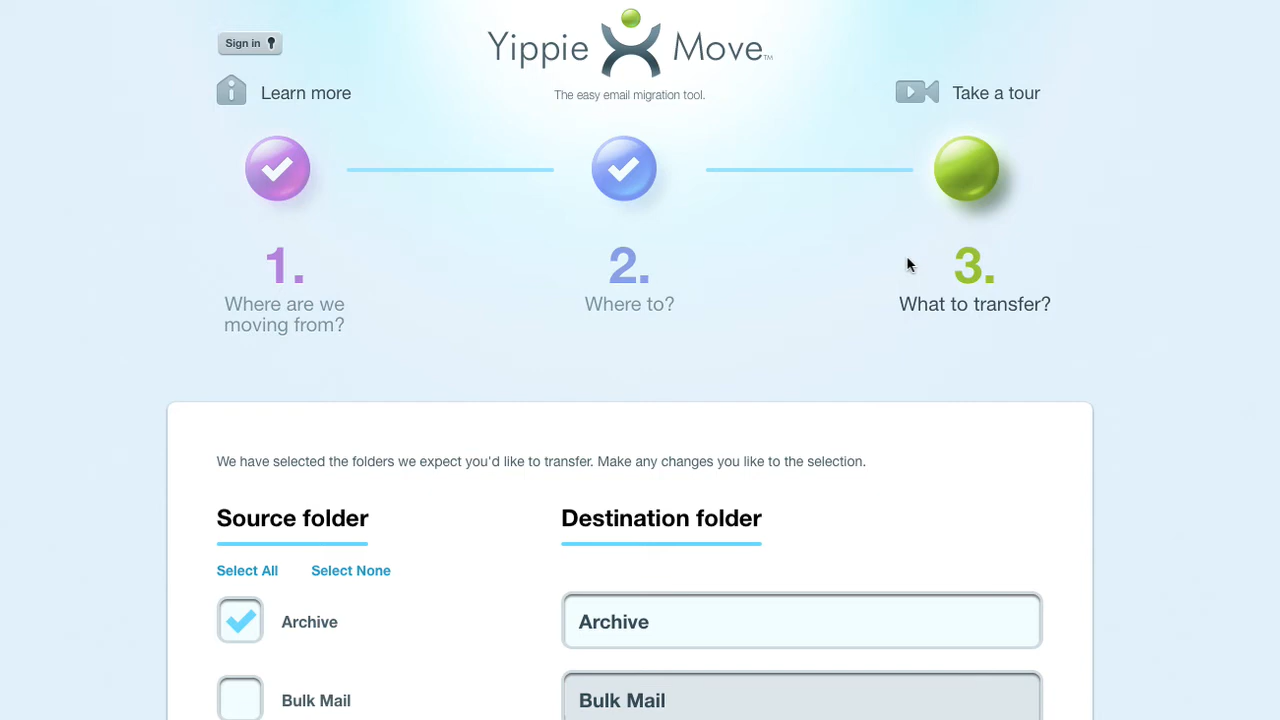 Sign in
Yippie Move™
The easy email migration tool.
Learn more
Take a tour
1.
Where are we
moving from?
2.
Where to?
3.
What to transfer?
We have selected the folders we expect you'd like to transfer. Make any changes you like to the selection.
Source folder
Destination folder
Select All
Select None
Archive
Archive
Bulk Mail
Bulk Mail